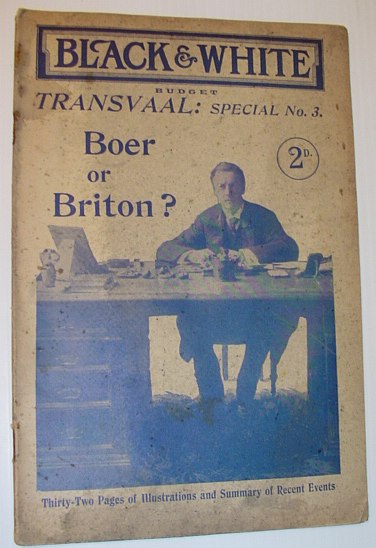 BLACK & WHITE
BUDGET
TRANSVAAL: SPECIAL No. 3.
Boer
or
Briton?
2D.
Thirty-Two Pages of Illustrations and Summary of Recent Events